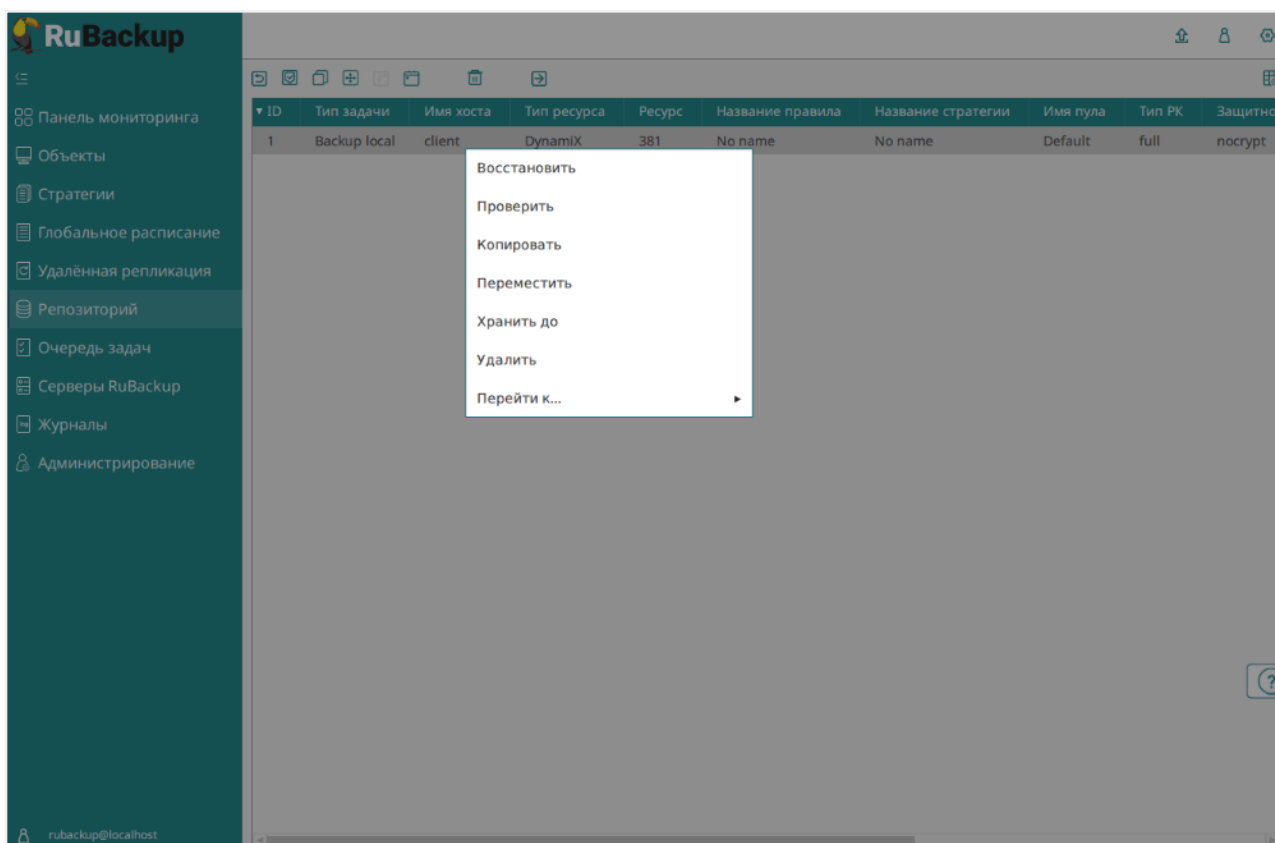 RuBackup
Панель мониторинга
Объекты
Стратегии
Глобальное расписание
Удалённая репликация
Репозиторий
Очередь задач
Серверы RuBackup
Журналы
Администрирование
rubackup@localhost
ID Тип задачи Имя хоста Тип ресурса Ресурс Название правила Название стратегии Имя пула Тип РК Защитно
1 Backup local client DynamiX 381 No name No name Default full nocrypt
Восстановить
Проверить
Копировать
Переместить
Хранить до
Удалить
Перейти к...
?